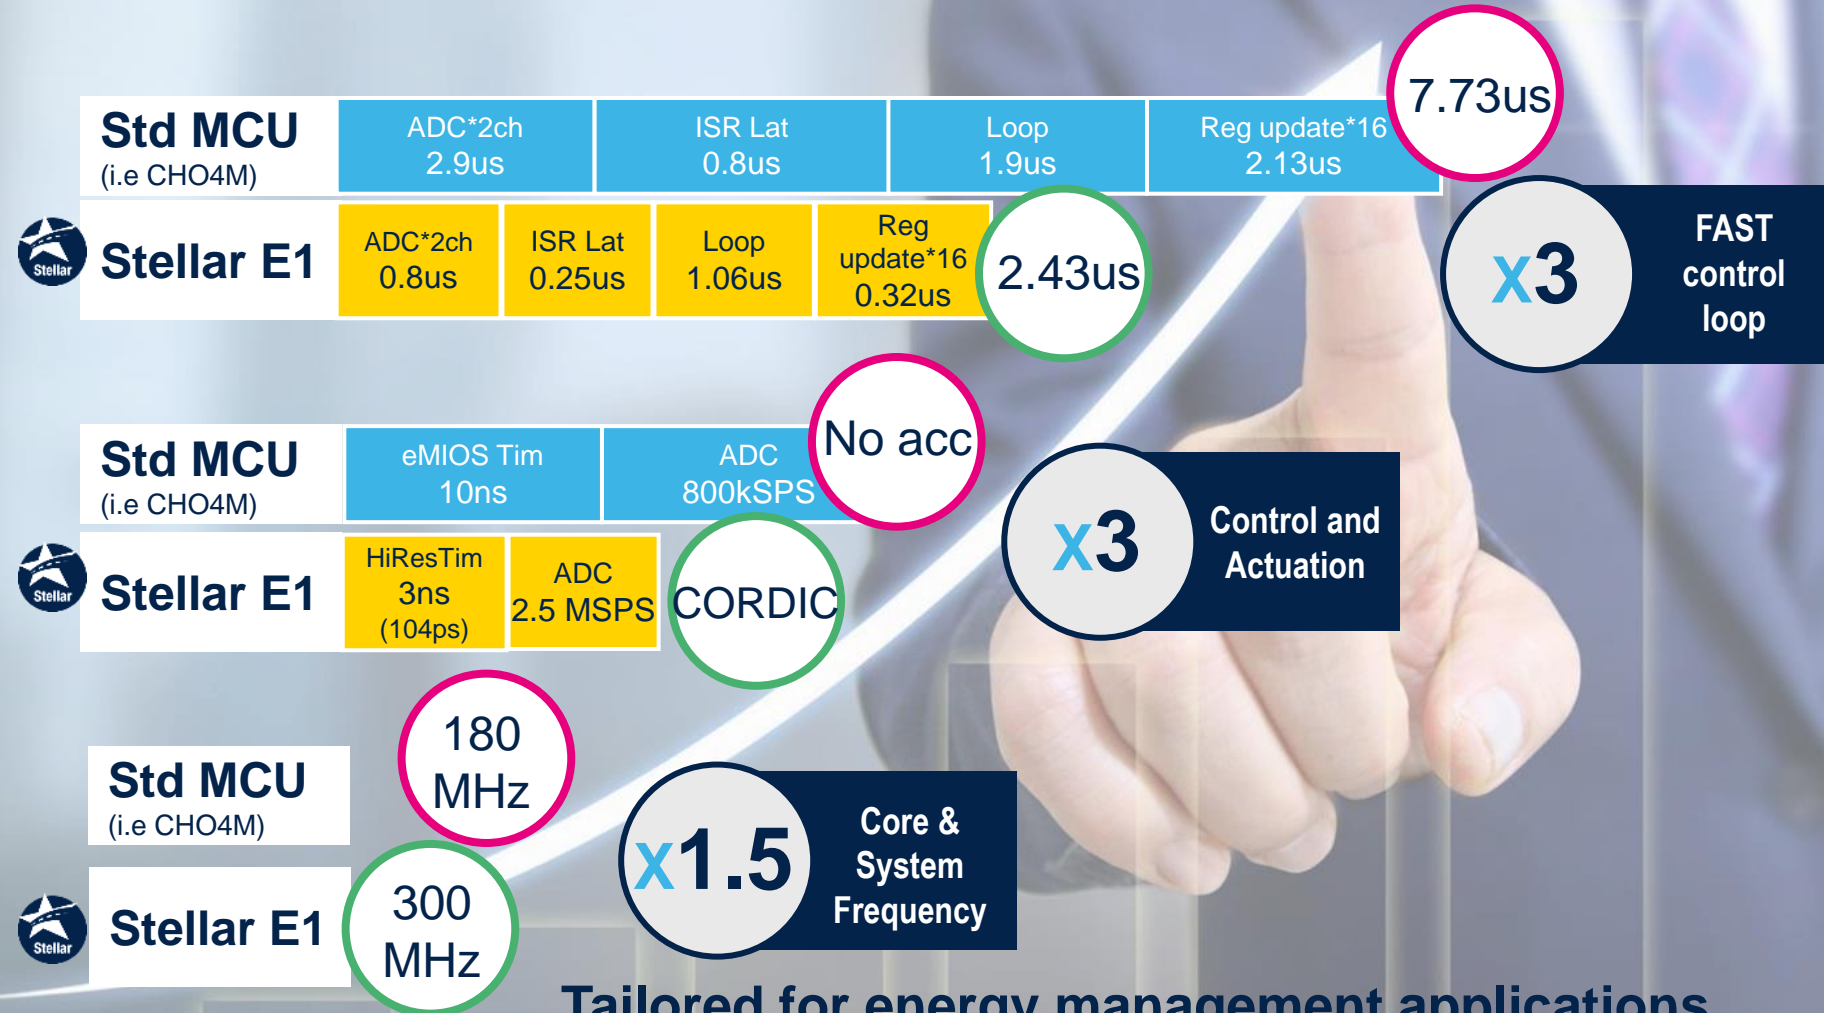 7.73us
Std MCU
(i.e CHO4M)
ADC*2ch
2.9us
ISR Lat
0.8us
Loop
1.9us
Reg update*16
2.13us
Stellar
Stellar E1
ADC*2ch
0.8us
ISR Lat
0.25us
Loop
1.06us
Reg
update*16
0.32us
2.43us
x3
FAST
control
loop
Std MCU
(i.e CHO4M)
eMIOS Tim
10ns
ADC
800kSPS
No acc
Stellar
Stellar E1
HiResTim
3ns
(104ps)
ADC
2.5 MSPS
CORDIC
x3
Control and
Actuation
Std MCU
(i.e CHO4M)
180
MHz
Stellar
Stellar E1
300
MHz
x1.5
Core &
System
Frequency
Tailored for energy management applications